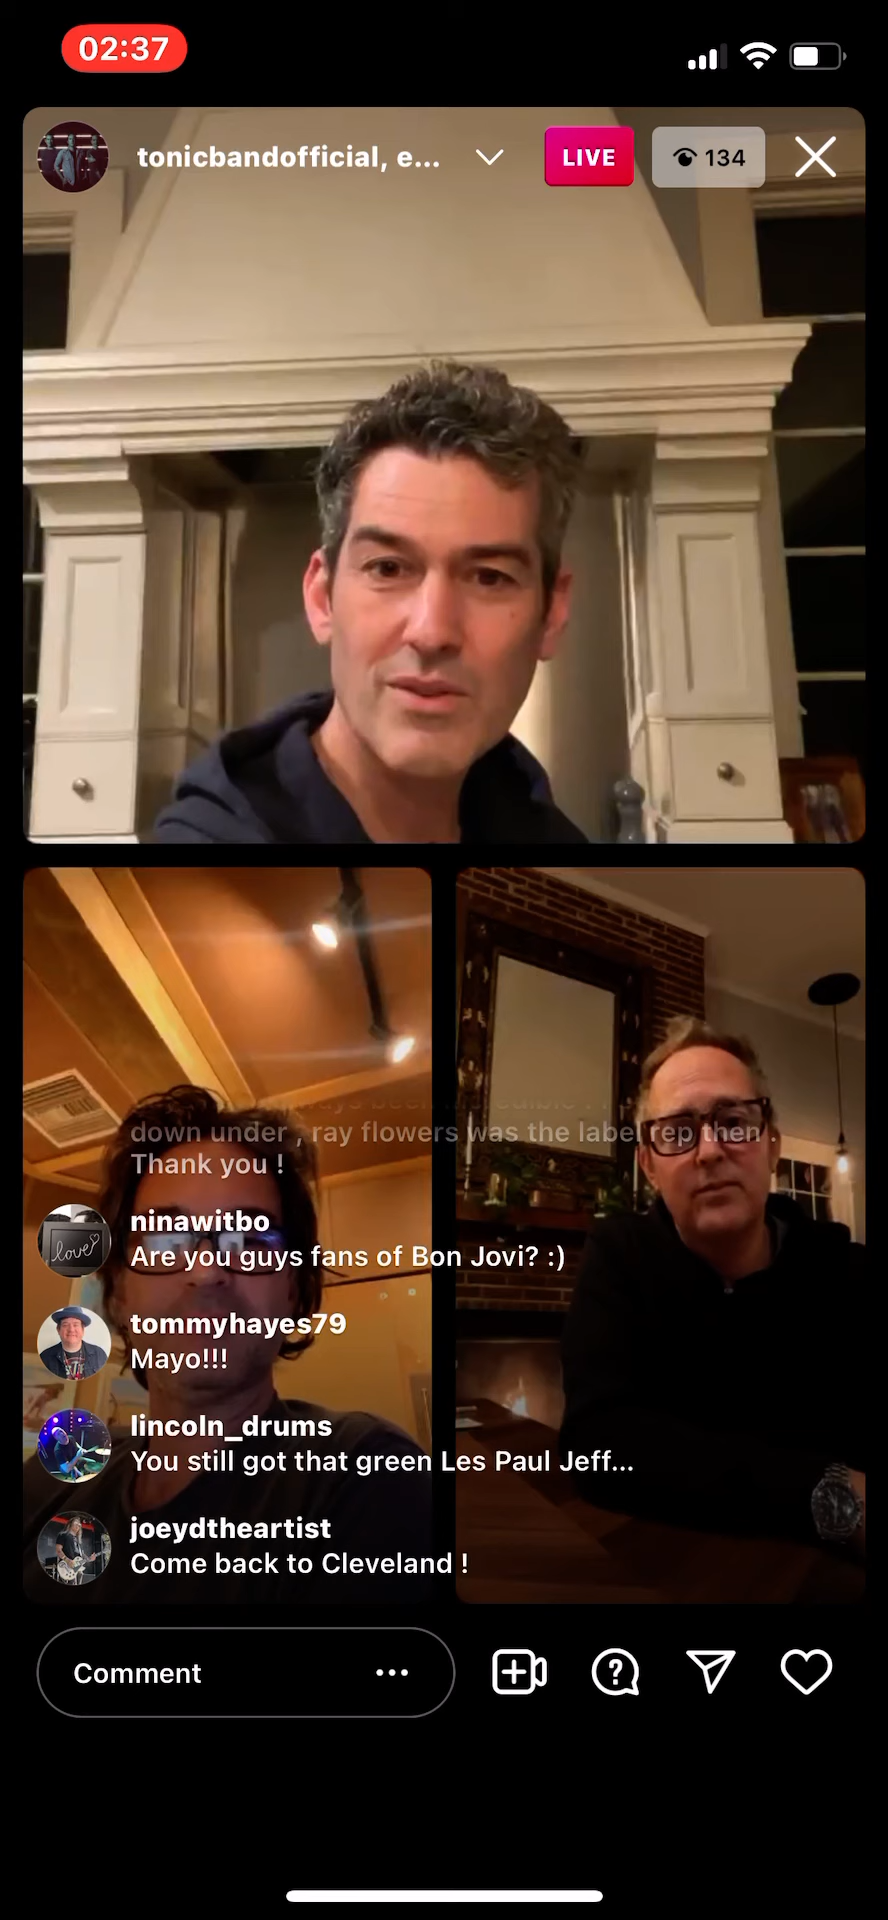 02:37
tonicbandofficial, e...
LIVE
134
down under , ray flowers was the label rep then .
Thank you !
love
ninawitbo
Are you guys fans of Bon Jovi? :)
tommyhayes79
Mayo!!!
lincoln_drums
You still got that green Les Paul Jeff...
joeydtheartist
Come back to Cleveland !
Comment